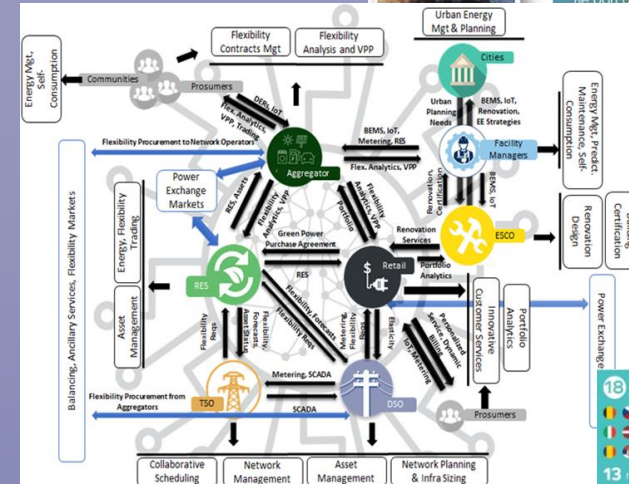 Urban Energy
Mgt & Planning
Flexibility
Contracts Mgt
Flexibility
Analysis and VPP
Cities
Energy Mgt,
Self-
Consumption
Communities
Prosumers
DERs, IoT
Flex. Analytics,
VPP, Trading
Urban
Planning
Needs
BEMS, IoT,
Renovation,
EE Strategies
BEMS, IoT,
Metering, RES
Flexibility Procurement to Network Operators
Aggregator
Flex. Analytics, VPP
Facility
Managers
Energy Mgt, Predict.
Maintenance, Self-
Consumption
Power
Exchange
Markets
RES, Assets
Flexibility
Analytics, VPP
Flexibility
Analytics, VPP
Portfolio
Renovation,
Certification
BEMS, IoT
Balancing, Ancillary Services, Flexibility Markets
Energy, Flexibility
Trading
Green Power
Purchase Agreement
Renovation
Services
ESCO
Renovation
Design
Certification
RES
RES
Retail
Portfolio
Analytics
Asset
Management
Flexibility
Reqs
Asset Status,
Forecasts,
Flexibility,
Flexibility, Forecasts
Flexibility Reqs
Metering,
Flexibility
Elasticity
Personalized
Service, Dynamic
Billing
IoT, Metering
Innovative
Customer Services
Portfolio
Analytics
Power Exchange
Metering, SCADA
TSO
DSO
Flexibility Procurement from
Aggregators
SCADA
Prosumers
18
13
Collaborative
Scheduling
Network
Management
Asset
Management
Network Planning
& Infra Sizing